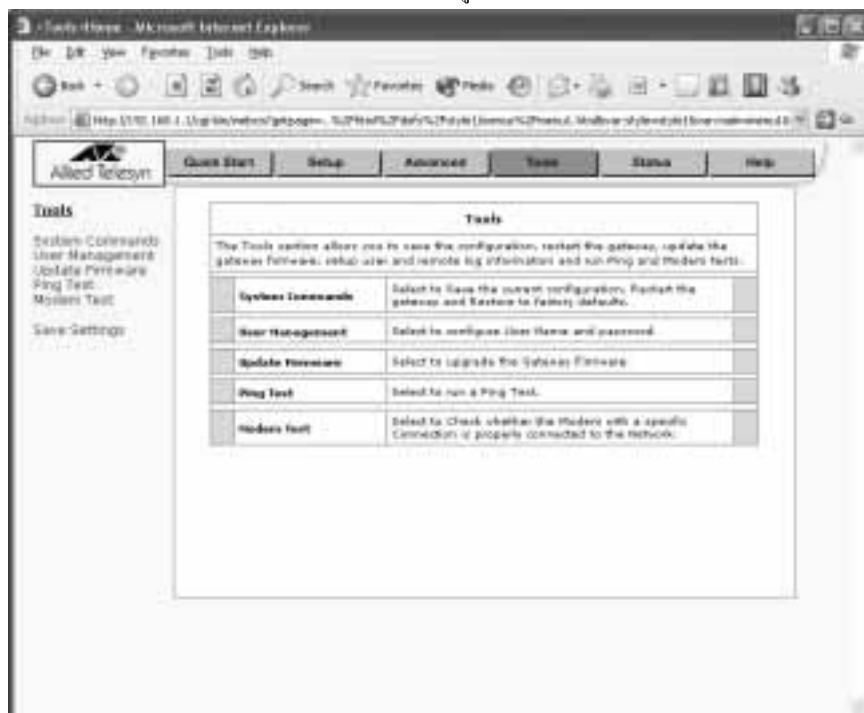 Tools Home - Microsoft Internet Explorer
File Edit View Favorites Tools Help
Back Search Favorites Media
Allied Telesyn
Quick Start Setup Advanced Tools Status Help
Tools
System Commands
User Management
Update Firmware
Ping Test
Modem Test
Save Settings
Tools
The Tools section allows you to save the configuration, restart the gateway, update the
gateway firmware, setup user and remote log information and run Ping and Modem tests.
System Commands
Select to Save the current configuration, Restart the
gateway and Restore to factory defaults.
User Management
Select to configure User Name and password
Update Firmware
Select to upgrade the Gateway Firmware
Ping Test
Select to run a Ping Test.
Modem Test
Select to Check whether the Modem with a specific
Connection is properly connected to the Network.